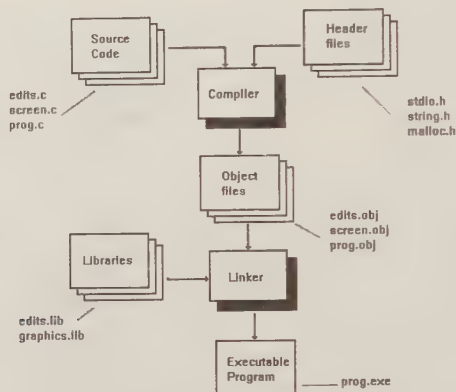 Source
Code
Header
files
edits.c
screen.c
prog.c
Compiler
stdio.h
string.h
malloc.h
Object
files
edits.obj
screen.obj
prog.obj
Libraries
Linker
edits.lib
graphics.lib
Executable
Program
prog.exe